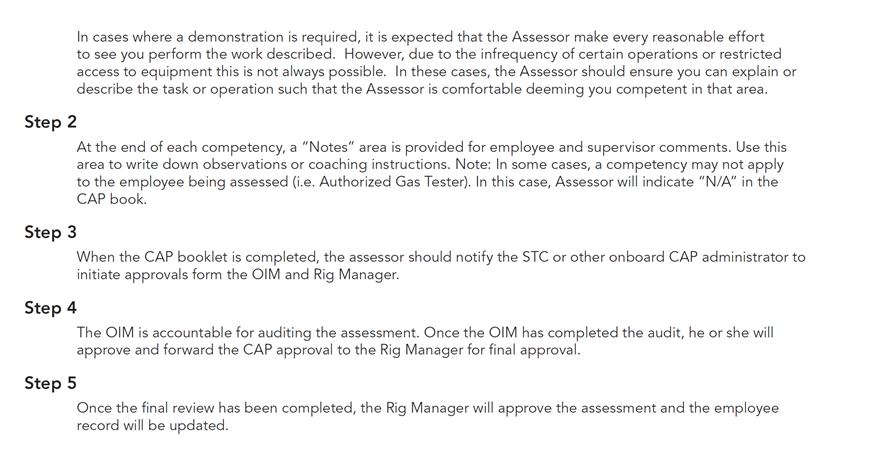 In cases where a demonstration is required, it is expected that the Assessor make every reasonable effort
to see you perform the work described.  However, due to the infrequency of certain operations or restricted
access to equipment this is not always possible.  In these cases, the Assessor should ensure you can explain or
describe the task or operation such that the Assessor is comfortable deeming you competent in that area.
Step 2
At the end of each competency, a “Notes” area is provided for employee and supervisor comments. Use this
area to write down observations or coaching instructions. Note: In some cases, a competency may not apply
to the employee being assessed (i.e. Authorized Gas Tester). In this case, Assessor will indicate “N/A” in the
CAP book.
Step 3
When the CAP booklet is completed, the assessor should notify the STC or other onboard CAP administrator to
initiate approvals form the OIM and Rig Manager.
Step 4
The OIM is accountable for auditing the assessment. Once the OIM has completed the audit, he or she will
approve and forward the CAP approval to the Rig Manager for final approval.
Step 5
Once the final review has been completed, the Rig Manager will approve the assessment and the employee
record will be updated.